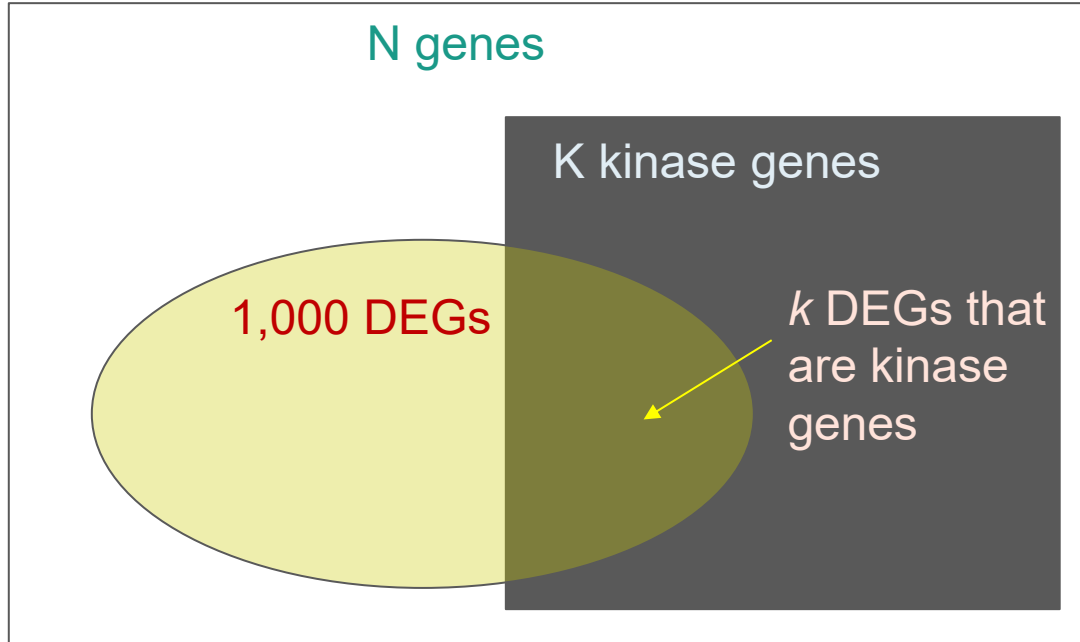 N genes
K kinase genes
1,000 DEGs
k DEGs that
are kinase
genes